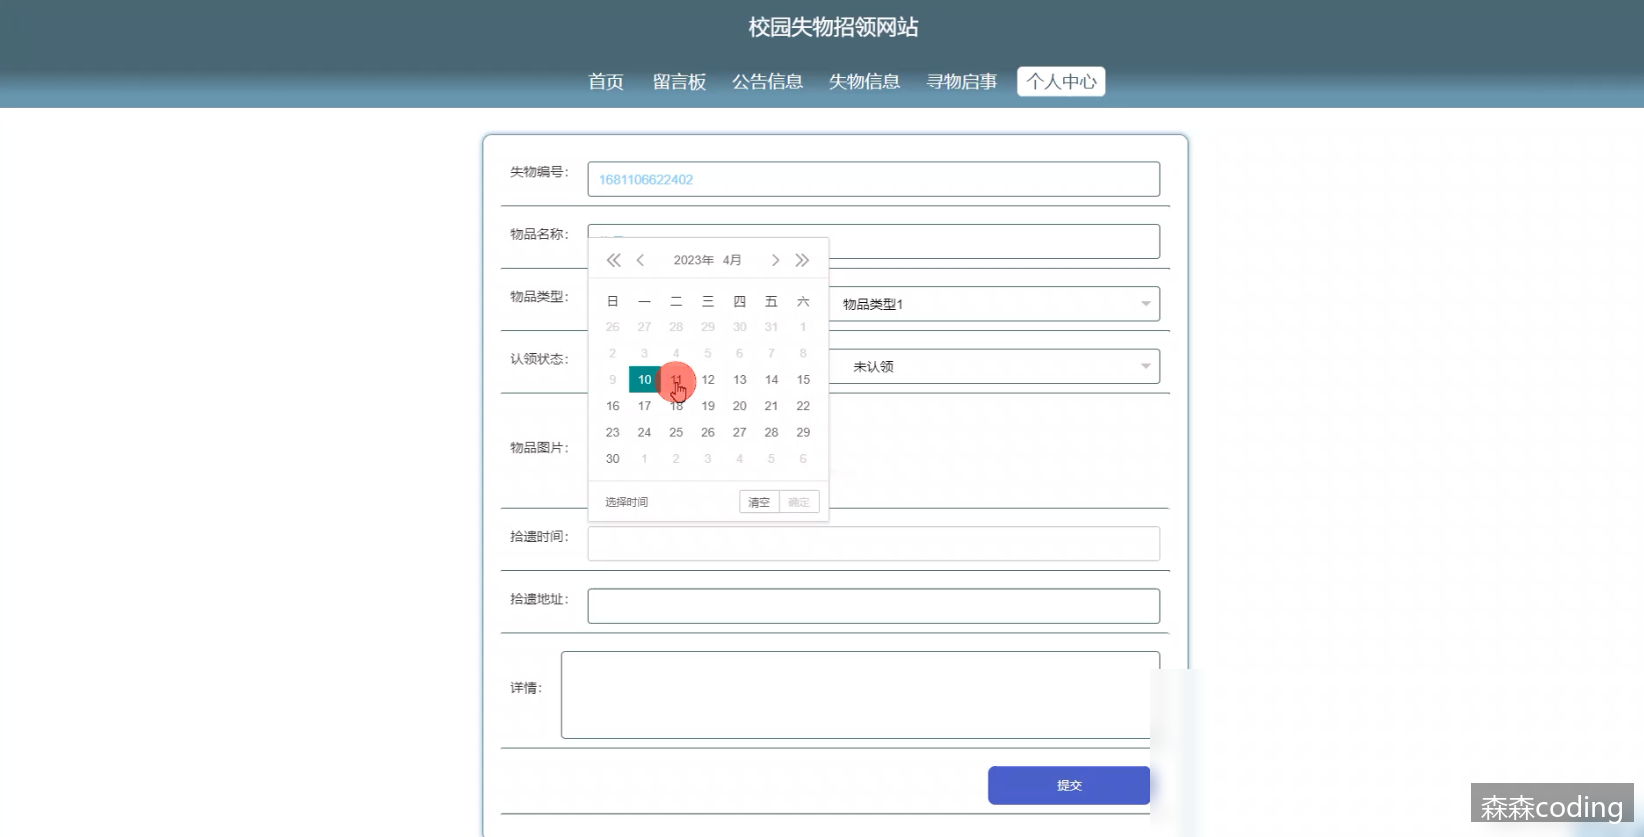 校园失物招领网站
首页 留言板 公告信息 失物信息 寻物启事 个人中心
失物编号: 1681106622402
物品名称:
2023年 4月
日 一 二 三 四 五 六
26 27 28 29 30 31 1
2 3 4 5 6 7 8
9 10 11 12 13 14 15
16 17 18 19 20 21 22
23 24 25 26 27 28 29
30 1 2 3 4 5 6
选择时间 清空 确定
物品类型: 物品类型1
认领状态: 未认领
物品图片:
拾遗时间:
拾遗地址:
详情:
提交
森森coding